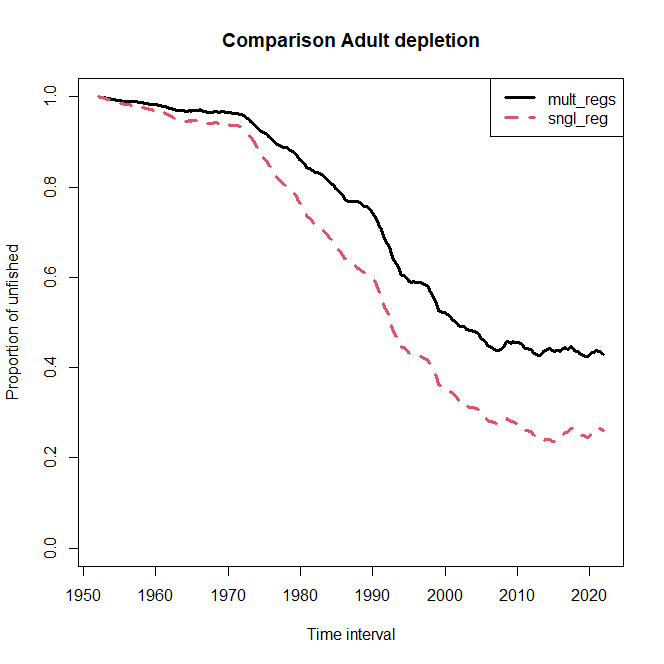 Comparison Adult depletion
mult_regs
sngl_reg
Proportion of unfished
1.0
0.8
0.6
0.4
0.2
0.0
1950 1960 1970 1980 1990 2000 2010 2020
Time interval